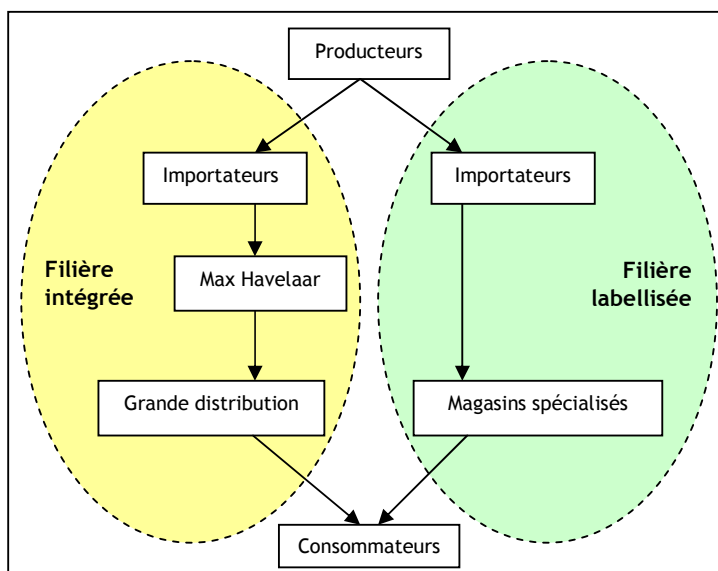 Producteurs
Importateurs
Importateurs
Filière
intégrée
Max Havelaar
Filière
labellisée
Grande distribution
Magasins spécialisés
Consommateurs